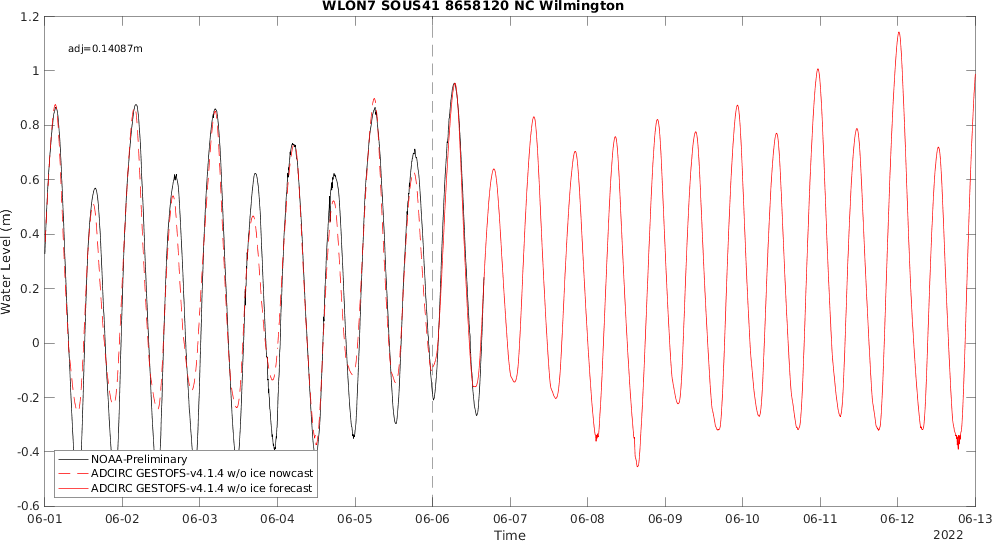 WLON7 SOUS41 8658120 NC Wilmington
adj=0.14087m
1.2
1
0.8
0.6
0.4
0.2
0
-0.2
-0.4
-0.6
Water Level (m)
NOAA-Preliminary
ADCIRC GESTOFS-v4.1.4 w/o ice nowcast
ADCIRC GESTOFS-v4.1.4 w/o ice forecast
06-01 06-02 06-03 06-04 06-05 06-06 06-07 06-08 06-09 06-10 06-11 06-12 06-13
Time
2022